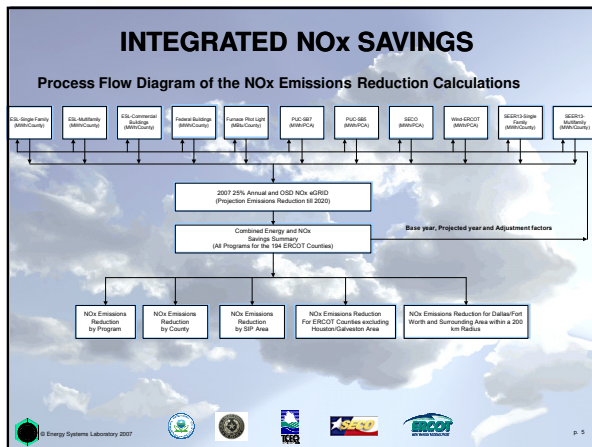 INTEGRATED NOx SAVINGS
Process Flow Diagram of the NOx Emissions Reduction Calculations
ESL-Single Family
(MWh/County)
ESL-Multifamily
(MWh/County)
ESL-Commercial
Buildings
(MWh/County)
Federal Buildings
(MWh/County)
Furnace Pilot Light
(MBtu/County)
PUC-SB7
(MWh/PCA)
PUC-SB5
(MWh/PCA)
SECO
(MWh/PCA)
Wind-ERCOT
(MWh/PCA)
SEER13-Single
Family
(MWh/County)
SEER13-
Multifamily
(MWh/County)
2007 25% Annual and OSD NOx eGRID
(Projection Emissions Reduction till 2020)
Base year, Projected year and Adjustment factors
Combined Energy and NOx
Savings Summary
(All Programs for the 194 ERCOT Counties)
NOx Emissions
Reduction
by Program
NOx Emissions
Reduction
by County
NOx Emissions
Reduction
by SIP Area
NOx Emissions Reduction
For ERCOT Counties excluding
Houston/Galveston Area
NOx Emissions Reduction for Dallas/Fort
Worth and Surrounding Area within a 200
km Radius
© Energy Systems Laboratory 2007
TCEQ
SECO
ERCOT
p. 5